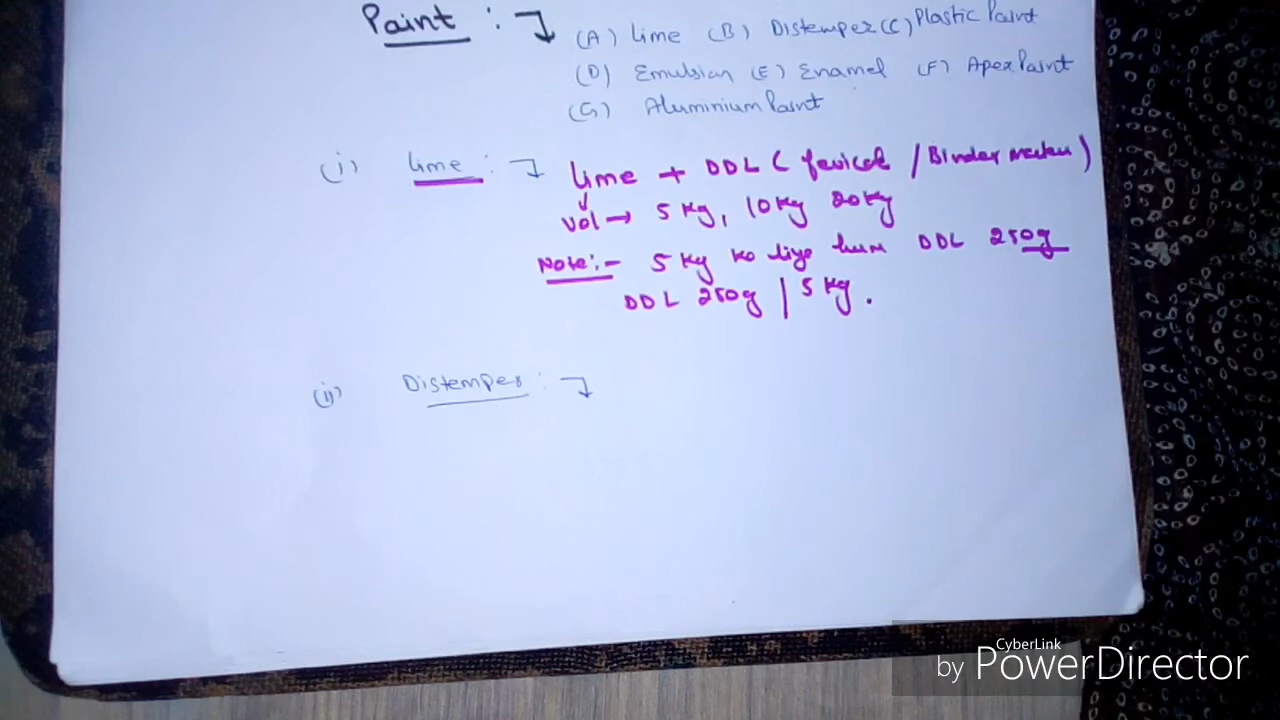 Paint :
(A) Lime (B) Distemper (C) Plastic Paint
(D) Emulsian (E) Enamel (F) Apex Paint
(G) Aluminium Paint
(i) Lime :
Lime + DDL ( fevicol / Binder )
Vol → 5 Kg, 10 Kg 20 Kg
Note :- 5 Kg ko liye hum DDL 250g
DDL 250g / 5 Kg .
(ii) Distemper :
CyberLink
by PowerDirector